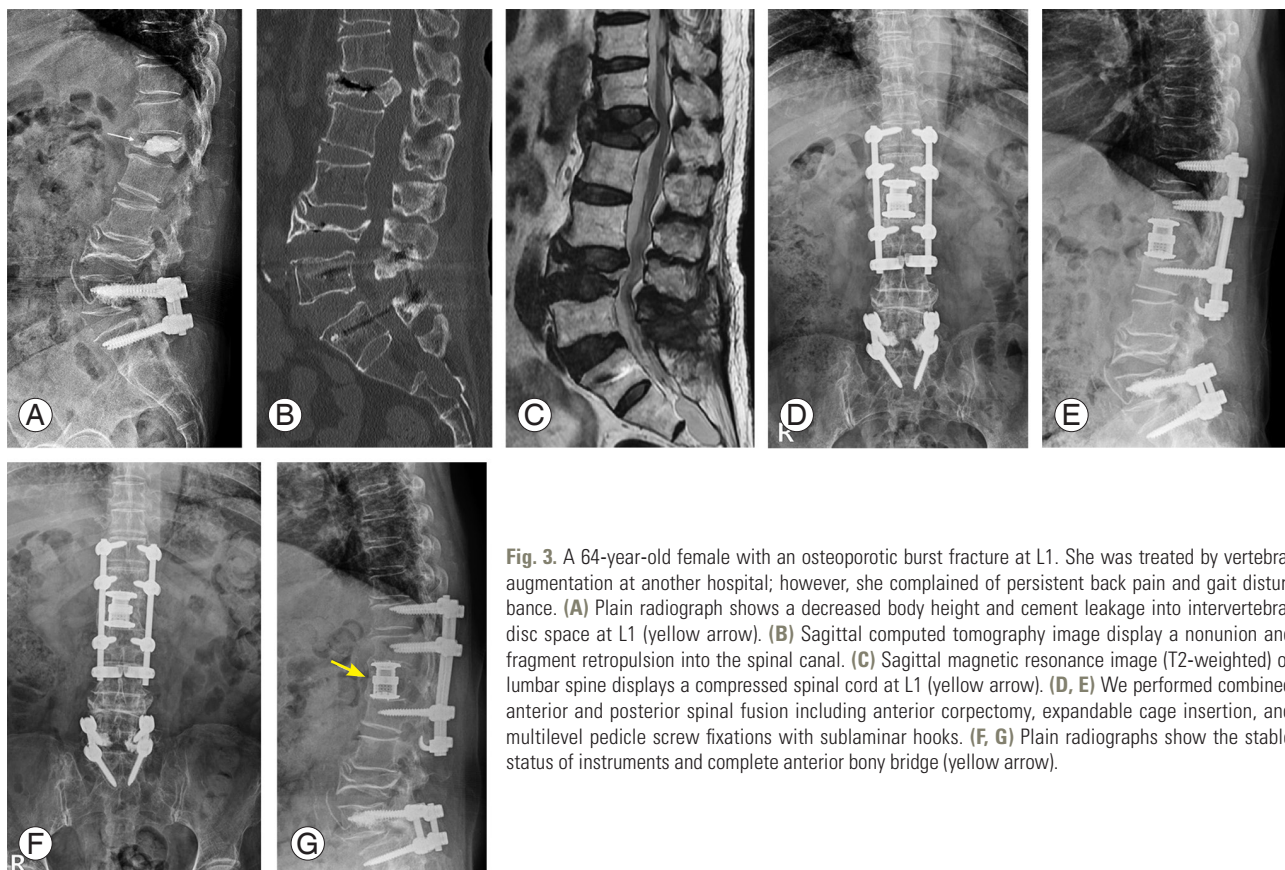 A
B
C
D
R
E
F
R
G
Fig. 3. A 64-year-old female with an osteoporotic burst fracture at L1. She was treated by vertebra
augmentation at another hospital; however, she complained of persistent back pain and gait distur
bance. (A) Plain radiograph shows a decreased body height and cement leakage into intervertebra
disc space at L1 (yellow arrow). (B) Sagittal computed tomography image display a nonunion an
fragment retropulsion into the spinal canal. (C) Sagittal magnetic resonance image (T2-weighted) o
lumbar spine displays a compressed spinal cord at L1 (yellow arrow). (D, E) We performed combine
anterior and posterior spinal fusion including anterior corpectomy, expandable cage insertion, an
multilevel pedicle screw fixations with sublaminar hooks. (F, G) Plain radiographs show the stable
status of instruments and complete anterior bony bridge (yellow arrow).